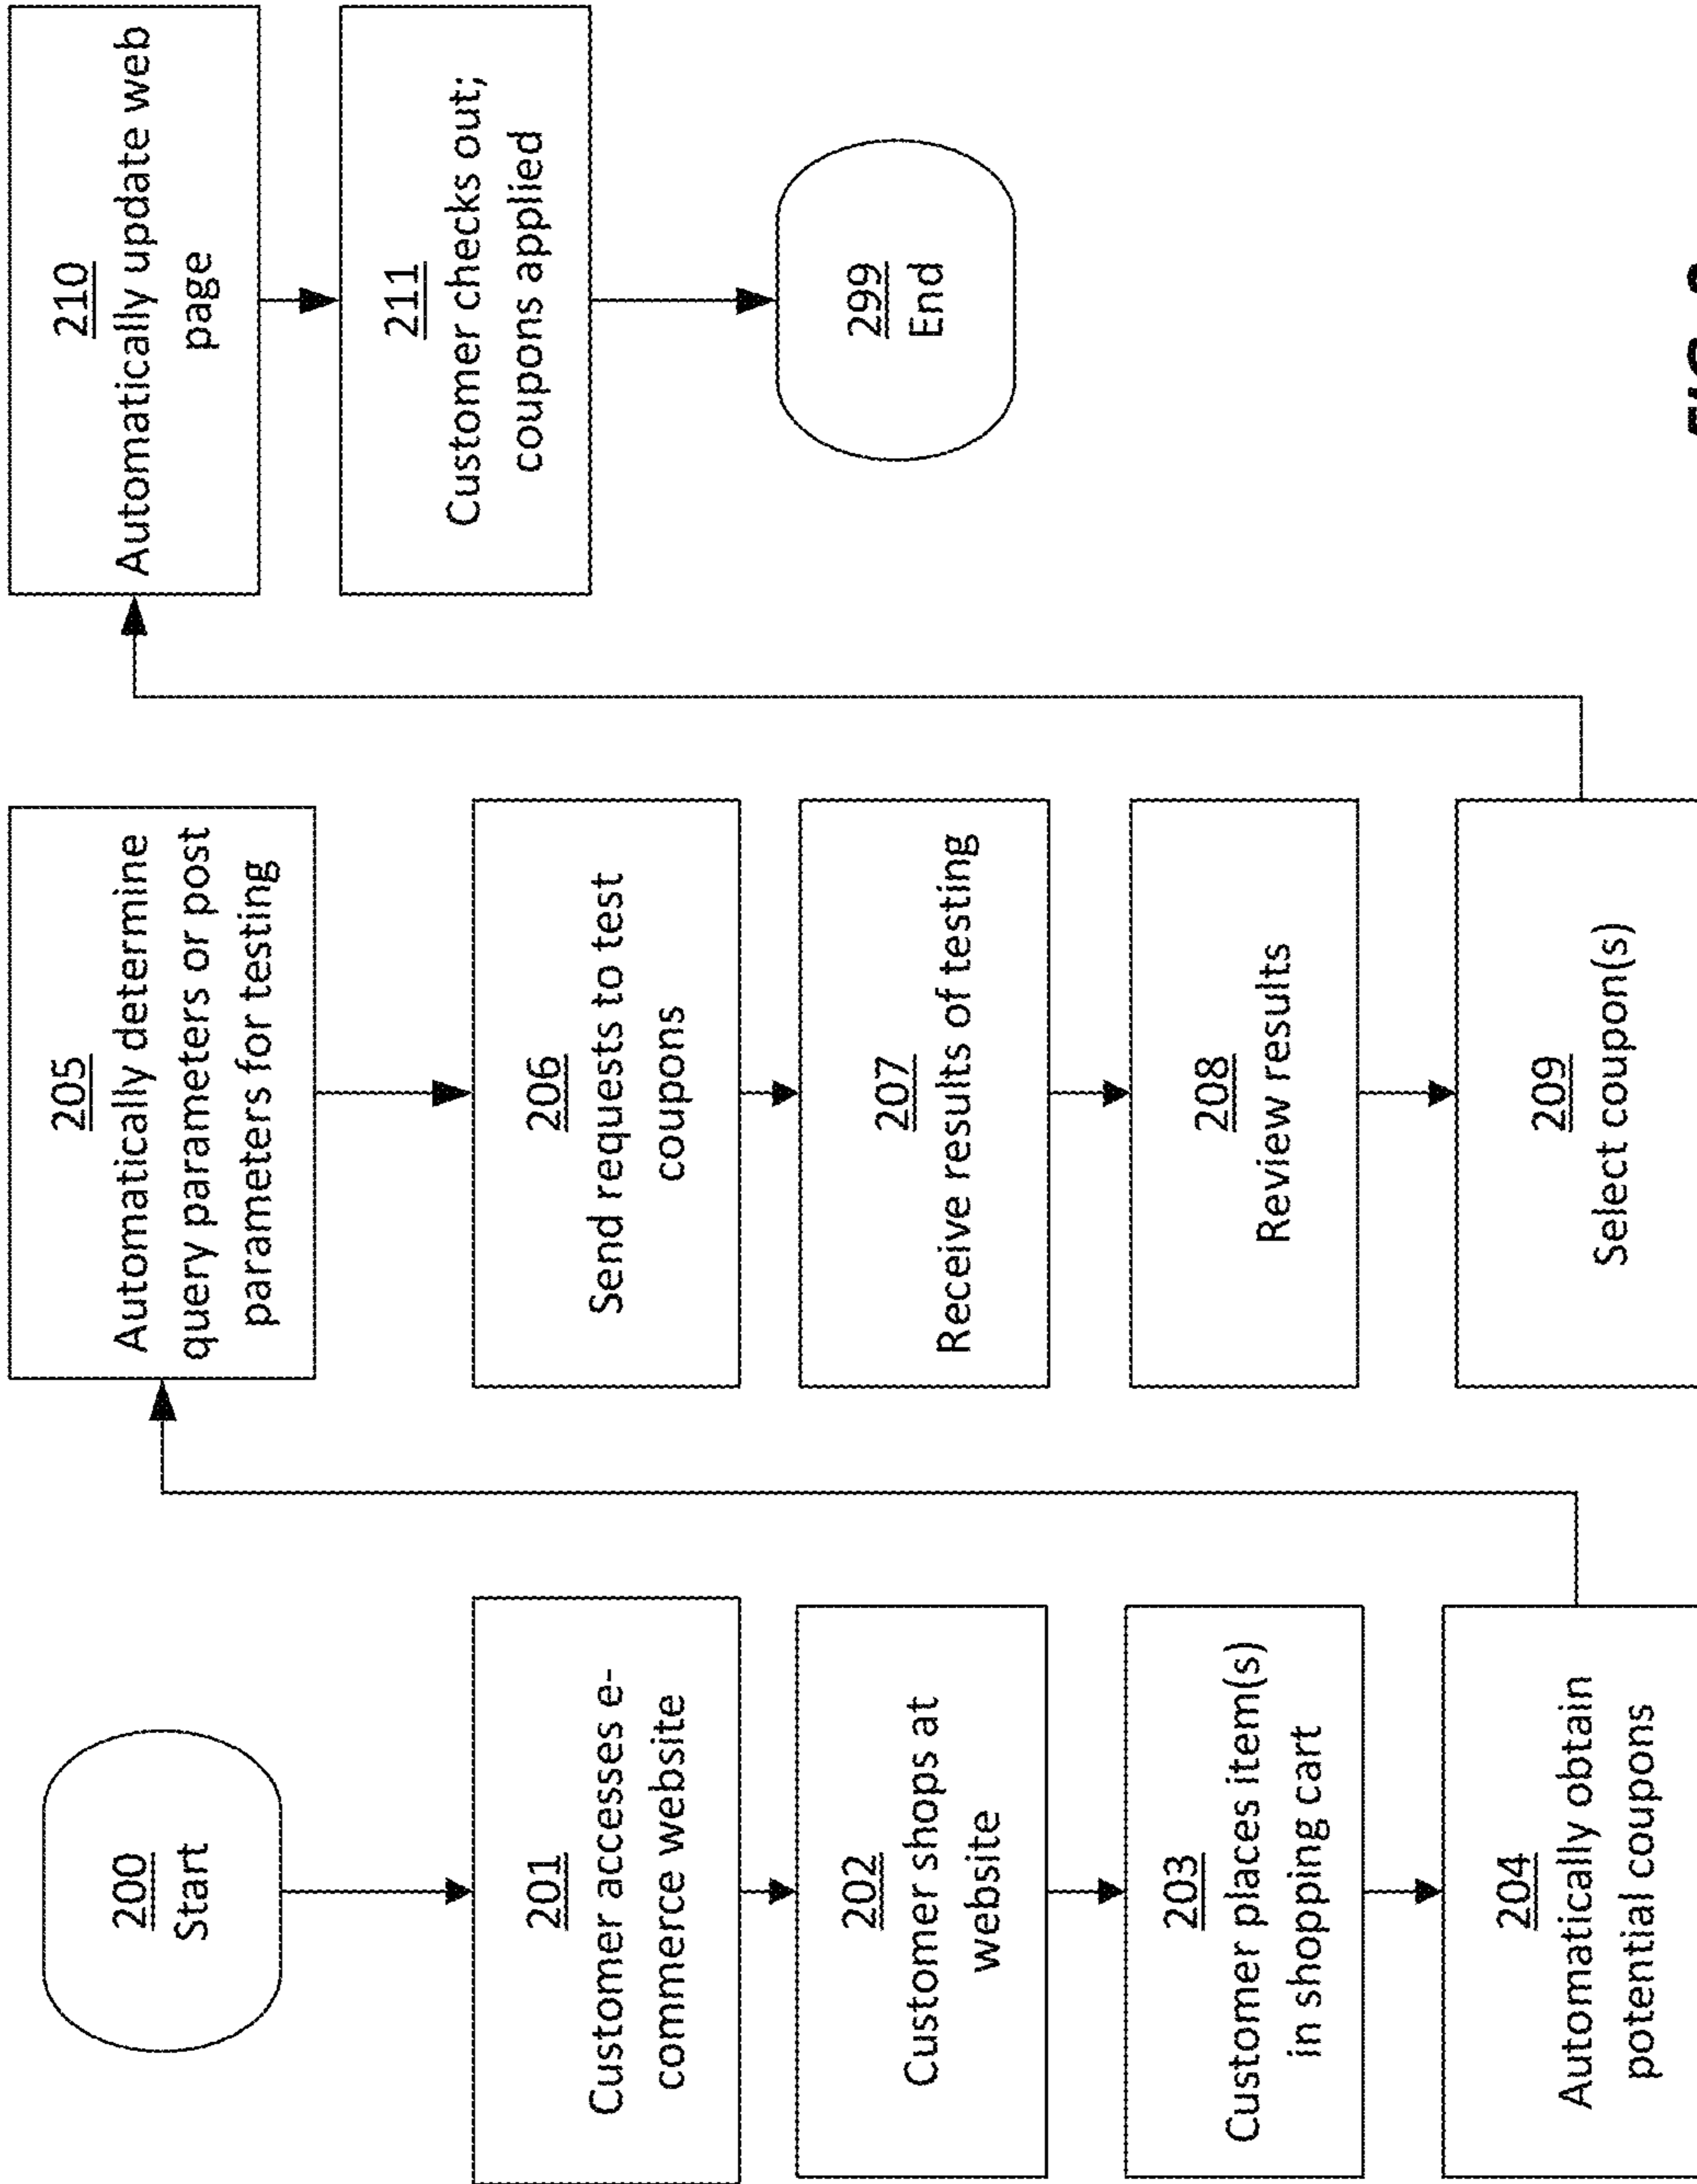 200
Start
201
Customer accesses e-
commerce website
202
Customer shops at
website
203
Customer places item(s)
in shopping cart
204
Automatically obtain
potential coupons
205
Automatically determine
query parameters or post
parameters for testing
206
Send requests to test
coupons
207
Receive results of testing
208
Review results
209
Select coupon(s)
210
Automatically update web
page
211
Customer checks out;
coupons applied
299
End